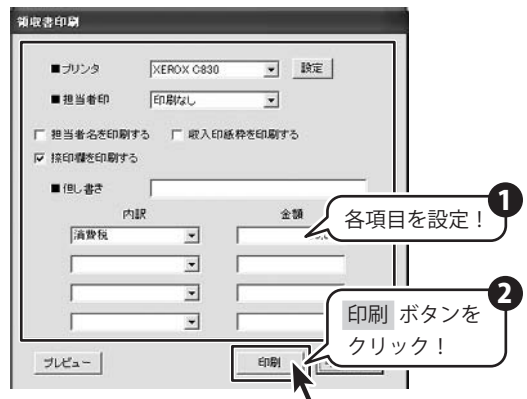 領収書印刷
■プリンタ XEROX C830 設定
■担当者印 印刷なし
担当者名を印刷する 収入印紙枠を印刷する
捺印欄を印刷する
■但し書き
内訳 金額
消費税
1
各項目を設定！
2
印刷 ボタンを
クリック！
プレビュー 印刷